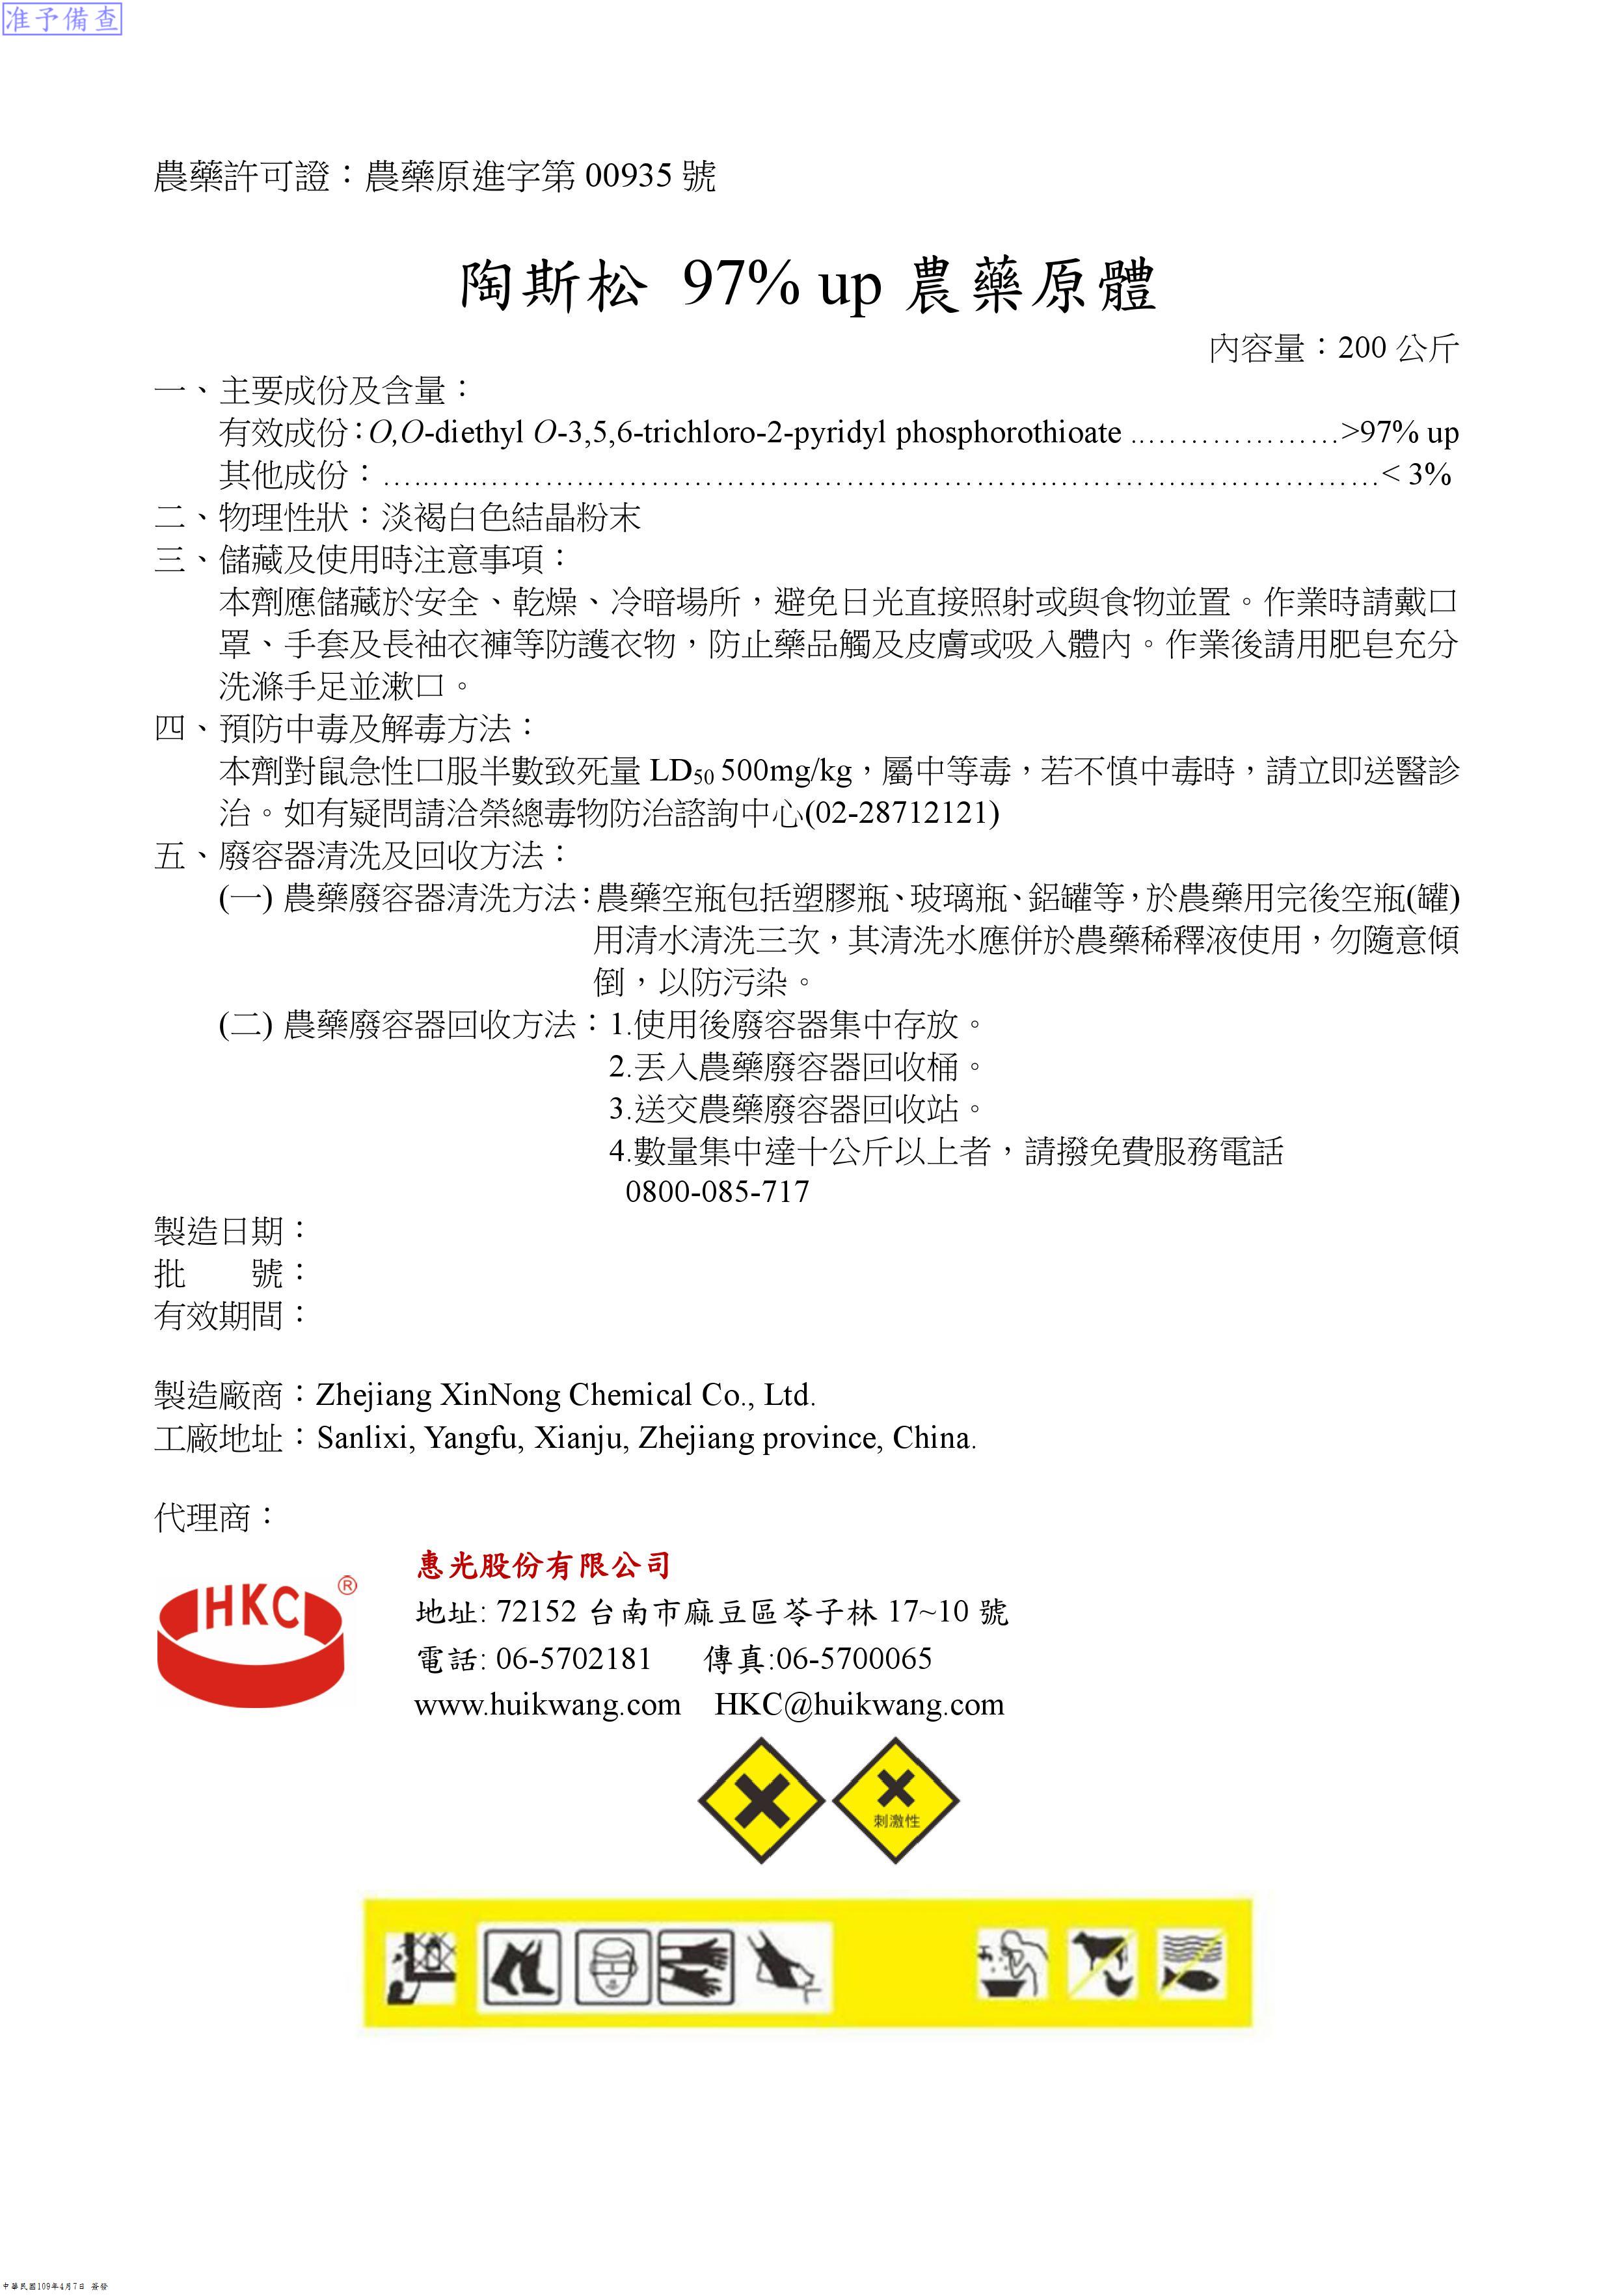 准予備查
農藥許可證：農藥原進字第 00935 號
陶斯松 97% up 農藥原體
內容量：200 公斤
一、主要成份及含量：
有效成份：O,O-diethyl O-3,5,6-trichloro-2-pyridyl phosphorothioate ...………………>97% up
其他成份：…………………………………………………………………………………< 3%
二、物理性狀：淡褐白色結晶粉末
三、儲藏及使用時注意事項：
本劑應儲藏於安全、乾燥、冷暗場所，避免日光直接照射或與食物並置。作業時請戴口
罩、手套及長袖衣褲等防護衣物，防止藥品觸及皮膚或吸入體內。作業後請用肥皂充分
洗滌手足並漱口。
四、預防中毒及解毒方法：
本劑對鼠急性口服半數致死量 LD₅₀ 500mg/kg，屬中等毒，若不慎中毒時，請立即送醫診
治。如有疑問請洽榮總毒物防治諮詢中心(02-28712121)
五、廢容器清洗及回收方法：
(一) 農藥廢容器清洗方法：農藥空瓶包括塑膠瓶、玻璃瓶、鋁罐等，於農藥用完後空瓶(罐)
用清水清洗三次，其清洗水應併於農藥稀釋液使用，勿隨意傾
倒，以防污染。
(二) 農藥廢容器回收方法：1.使用後廢容器集中存放。
2.丟入農藥廢容器回收桶。
3.送交農藥廢容器回收站。
4.數量集中達十公斤以上者，請撥免費服務電話
0800-085-717
製造日期：
批　　號：
有效期間：
製造廠商：Zhejiang XinNong Chemical Co., Ltd.
工廠地址：Sanlixi, Yangfu, Xianju, Zhejiang province, China.
代理商：
HKC®
惠光股份有限公司
地址: 72152 台南市麻豆區苓子林 17~10 號
電話: 06-5702181　傳真:06-5700065
www.huikwang.com　HKC@huikwang.com
刺激性
中華民國109年4月7日 簽發